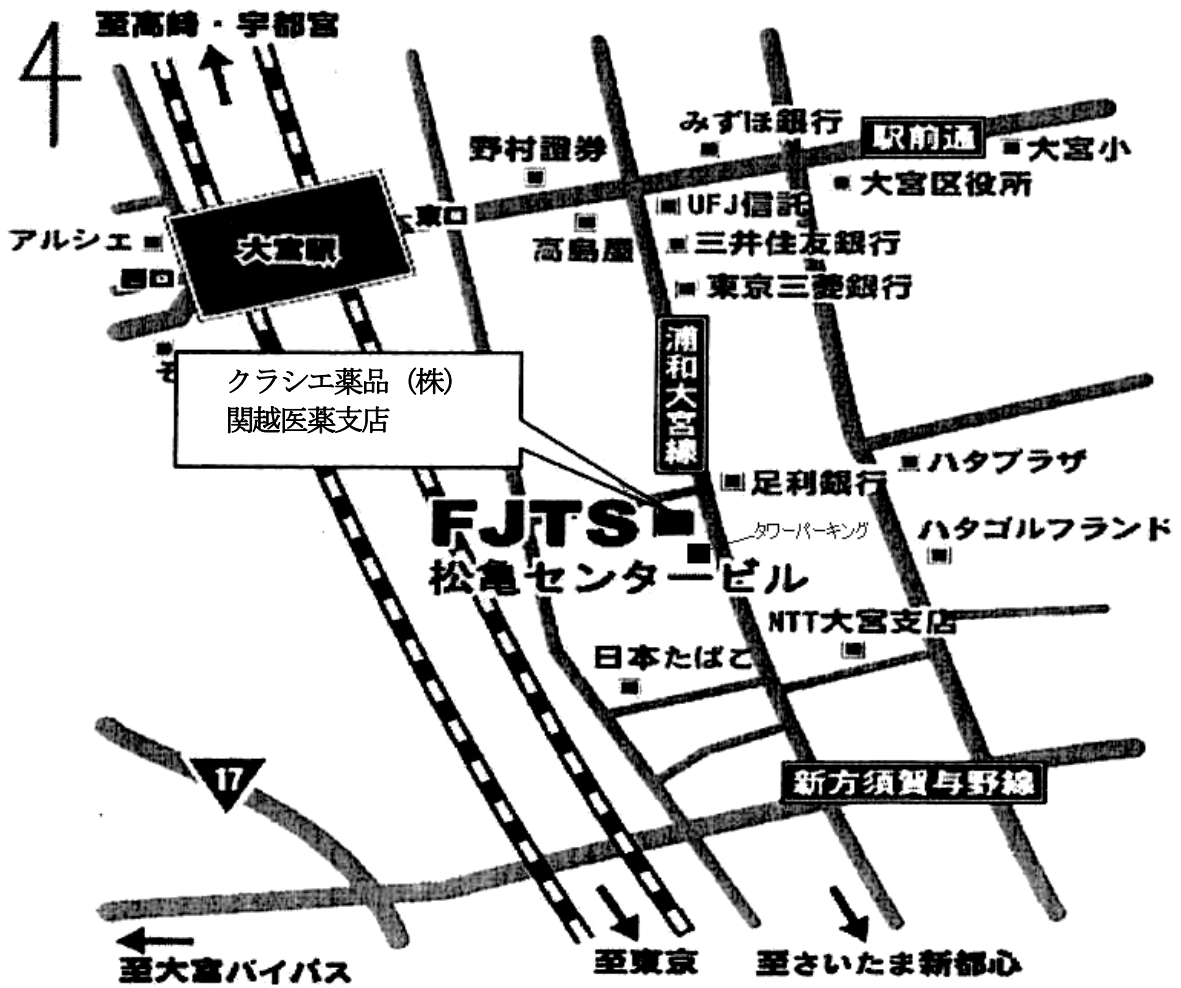 至高崎・宇都宮
みずほ銀行
駅前通
大宮小
野村證券
大宮区役所
東口
UFJ信託
アルシェ
大宮駅
高島屋
三井住友銀行
西口
東京三菱銀行
そ
浦和大宮線
クラシエ薬品（株）
関越医薬支店
ハタプラザ
足利銀行
FJTS
タワーパーキング
ハタゴルフランド
松亀センタービル
NTT大宮支店
日本たばこ
17
新方須賀与野線
至東京
至さいたま新都心
至大宮バイパス